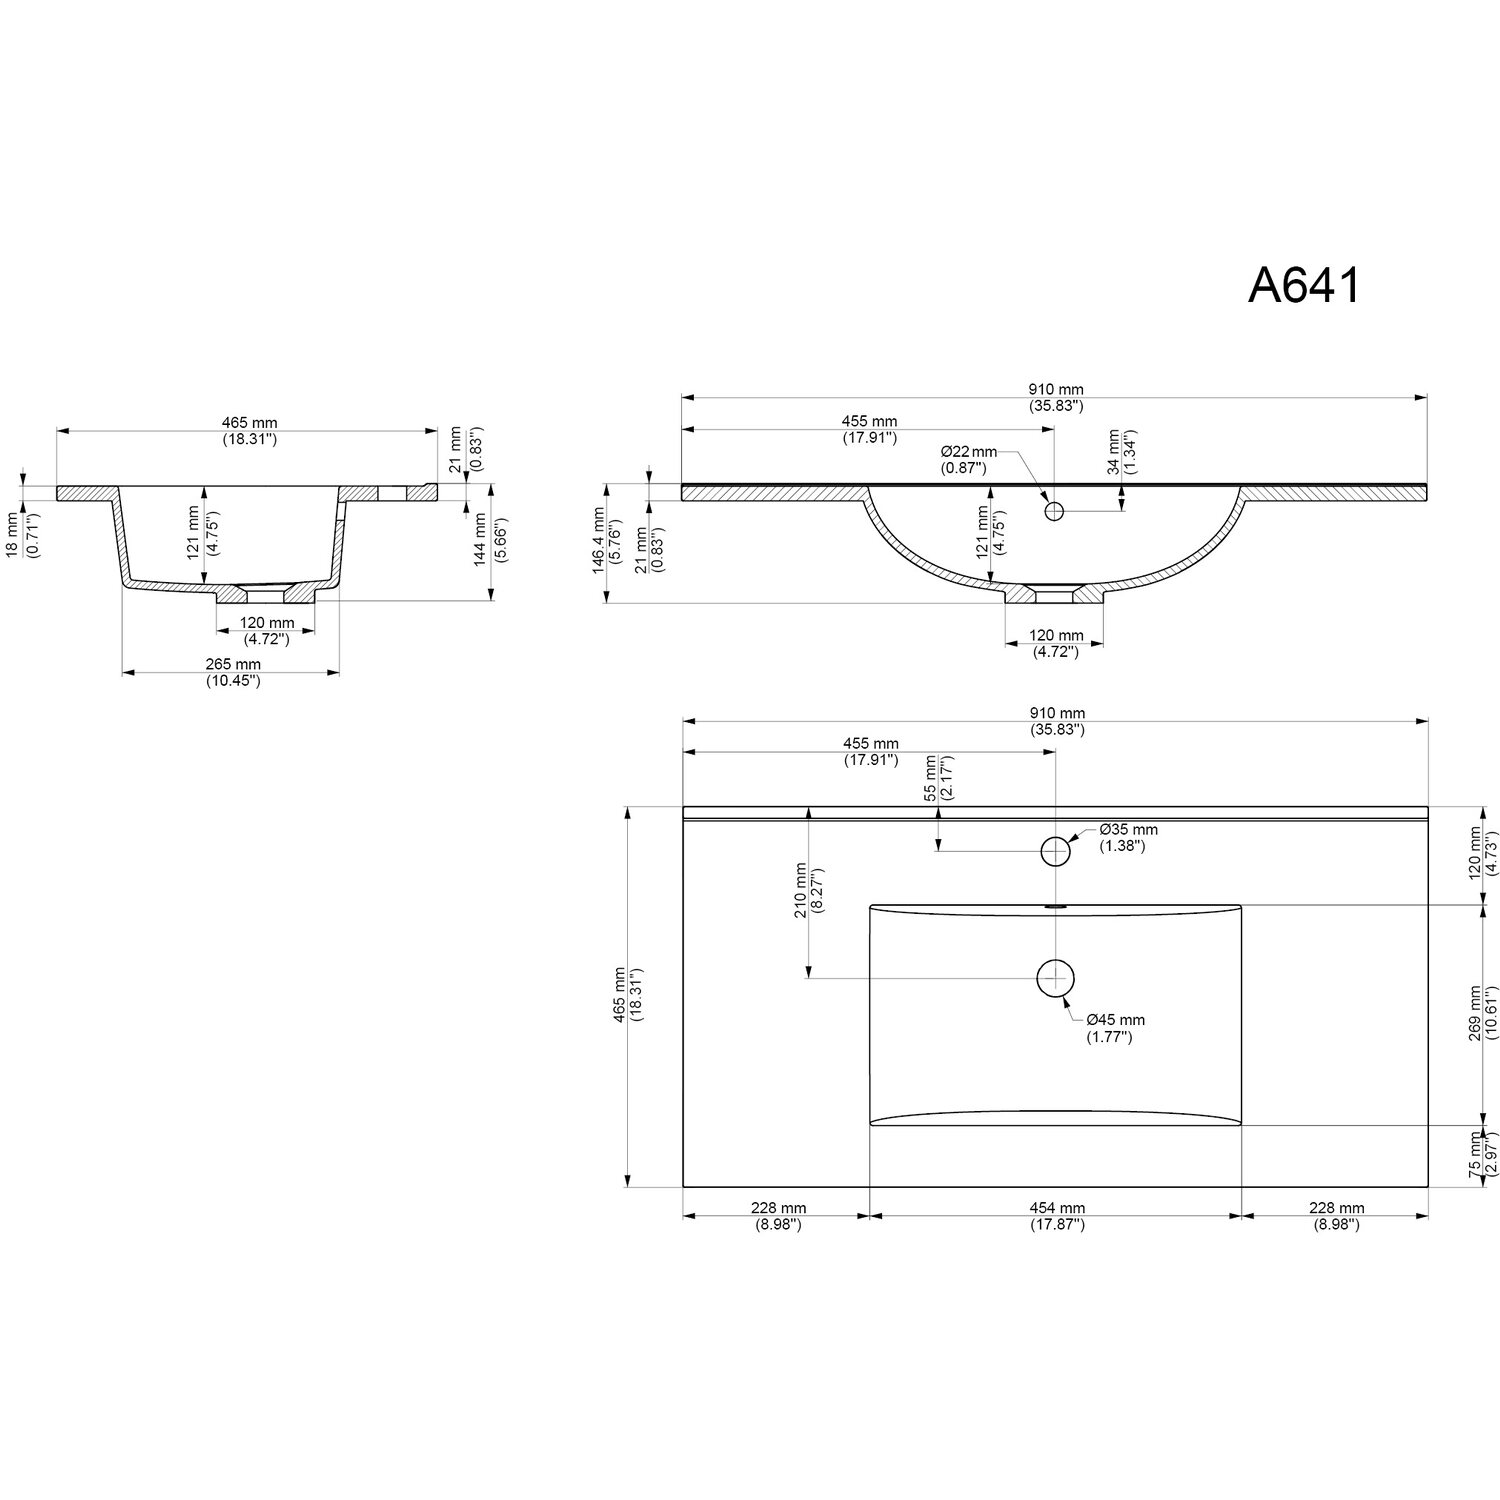 A641
465 mm
(18.31")
21 mm
(0.83")
18 mm
(0.71")
121 mm
(4.75")
144 mm
(5.66")
120 mm
(4.72")
265 mm
(10.45")
910 mm
(35.83")
455 mm
(17.91")
Ø22 mm
(0.87")
34 mm
(1.34")
146.4 mm
(5.76")
21 mm
(0.83")
121 mm
(4.75")
120 mm
(4.72")
910 mm
(35.83")
455 mm
(17.91")
55 mm
(2.17")
Ø35 mm
(1.38")
120 mm
(4.73")
210 mm
(8.27")
465 mm
(18.31")
Ø45 mm
(1.77")
269 mm
(10.61")
75 mm
(2.97")
228 mm
(8.98")
454 mm
(17.87")
228 mm
(8.98")